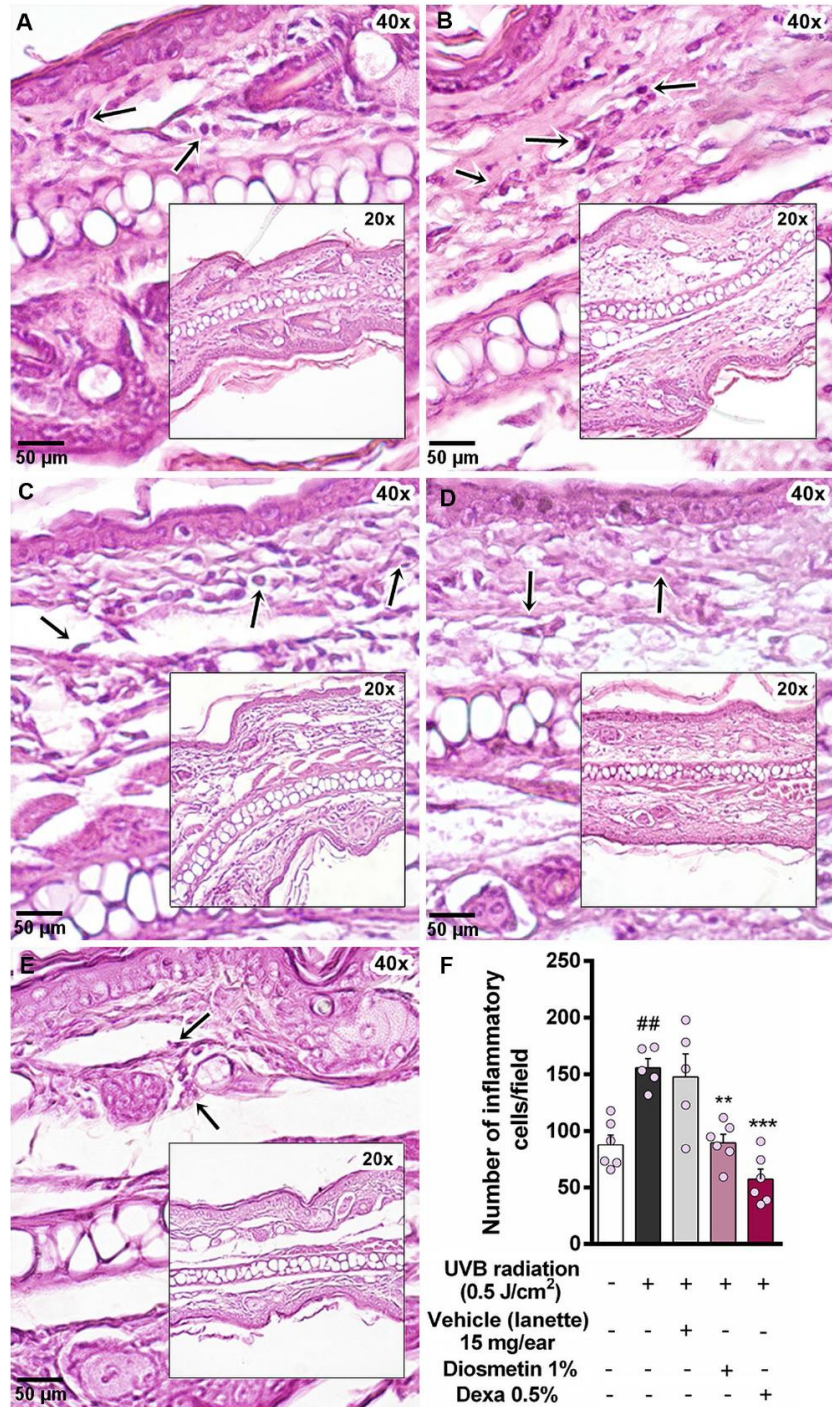 A 40x
20x
50 µm
B 40x
20x
50 µm
C 40x
20x
50 µm
D 40x
20x
50 µm
E 40x
20x
50 µm
F
Number of inflammatory
cells/field
250
200
150
100
50
0
##
**
***
UVB radiation
(0.5 J/cm²) - + + + +
Vehicle (lanette)
15 mg/ear - - + - -
Diosmetin 1% - - - + -
Dexa 0.5% - - - - +